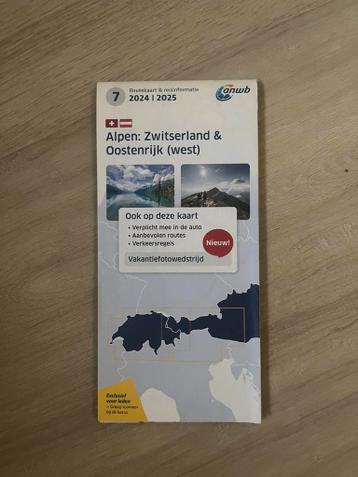 7
Routekaart & reisinformatie
2024 | 2025
anwb
Alpen: Zwitserland &
Oostenrijk (west)
Ook op deze kaart
• Verplicht mee in de auto
• Aanbevolen routes
• Verkeersregels
Nieuw!
Vakantiefotowedstrijd
Exclusief
voor leden